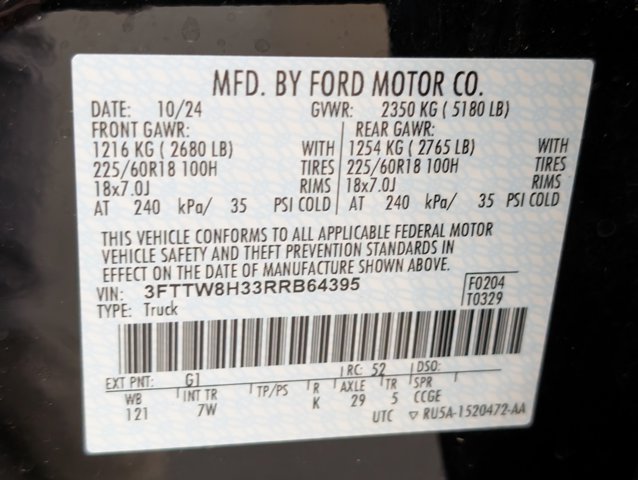 MFD. BY FORD MOTOR CO.
DATE: 10/24 GVWR: 2350 KG ( 5180 LB)
FRONT GAWR: REAR GAWR:
1216 KG ( 2680 LB) WITH 1254 KG ( 2765 LB) WITH
225/60R18 100H TIRES 225/60R18 100H TIRES
18x7.0J RIMS 18x7.0J RIMS
AT 240 kPa/ 35 PSI COLD AT 240 kPa/ 35 PSI COLD
THIS VEHICLE CONFORMS TO ALL APPLICABLE FEDERAL MOTOR
VEHICLE SAFETY AND THEFT PREVENTION STANDARDS IN
EFFECT ON THE DATE OF MANUFACTURE SHOWN ABOVE.
VIN: 3FTTW8H33RRB64395 F0204
TYPE: Truck T0329
EXT PNT: G1 RC: 52 DSO:
WB INT TR TP/PS R AXLE TR SPR
121 7W K 29 5 CCGE
UTC ▽ RU5A-1520472-AA